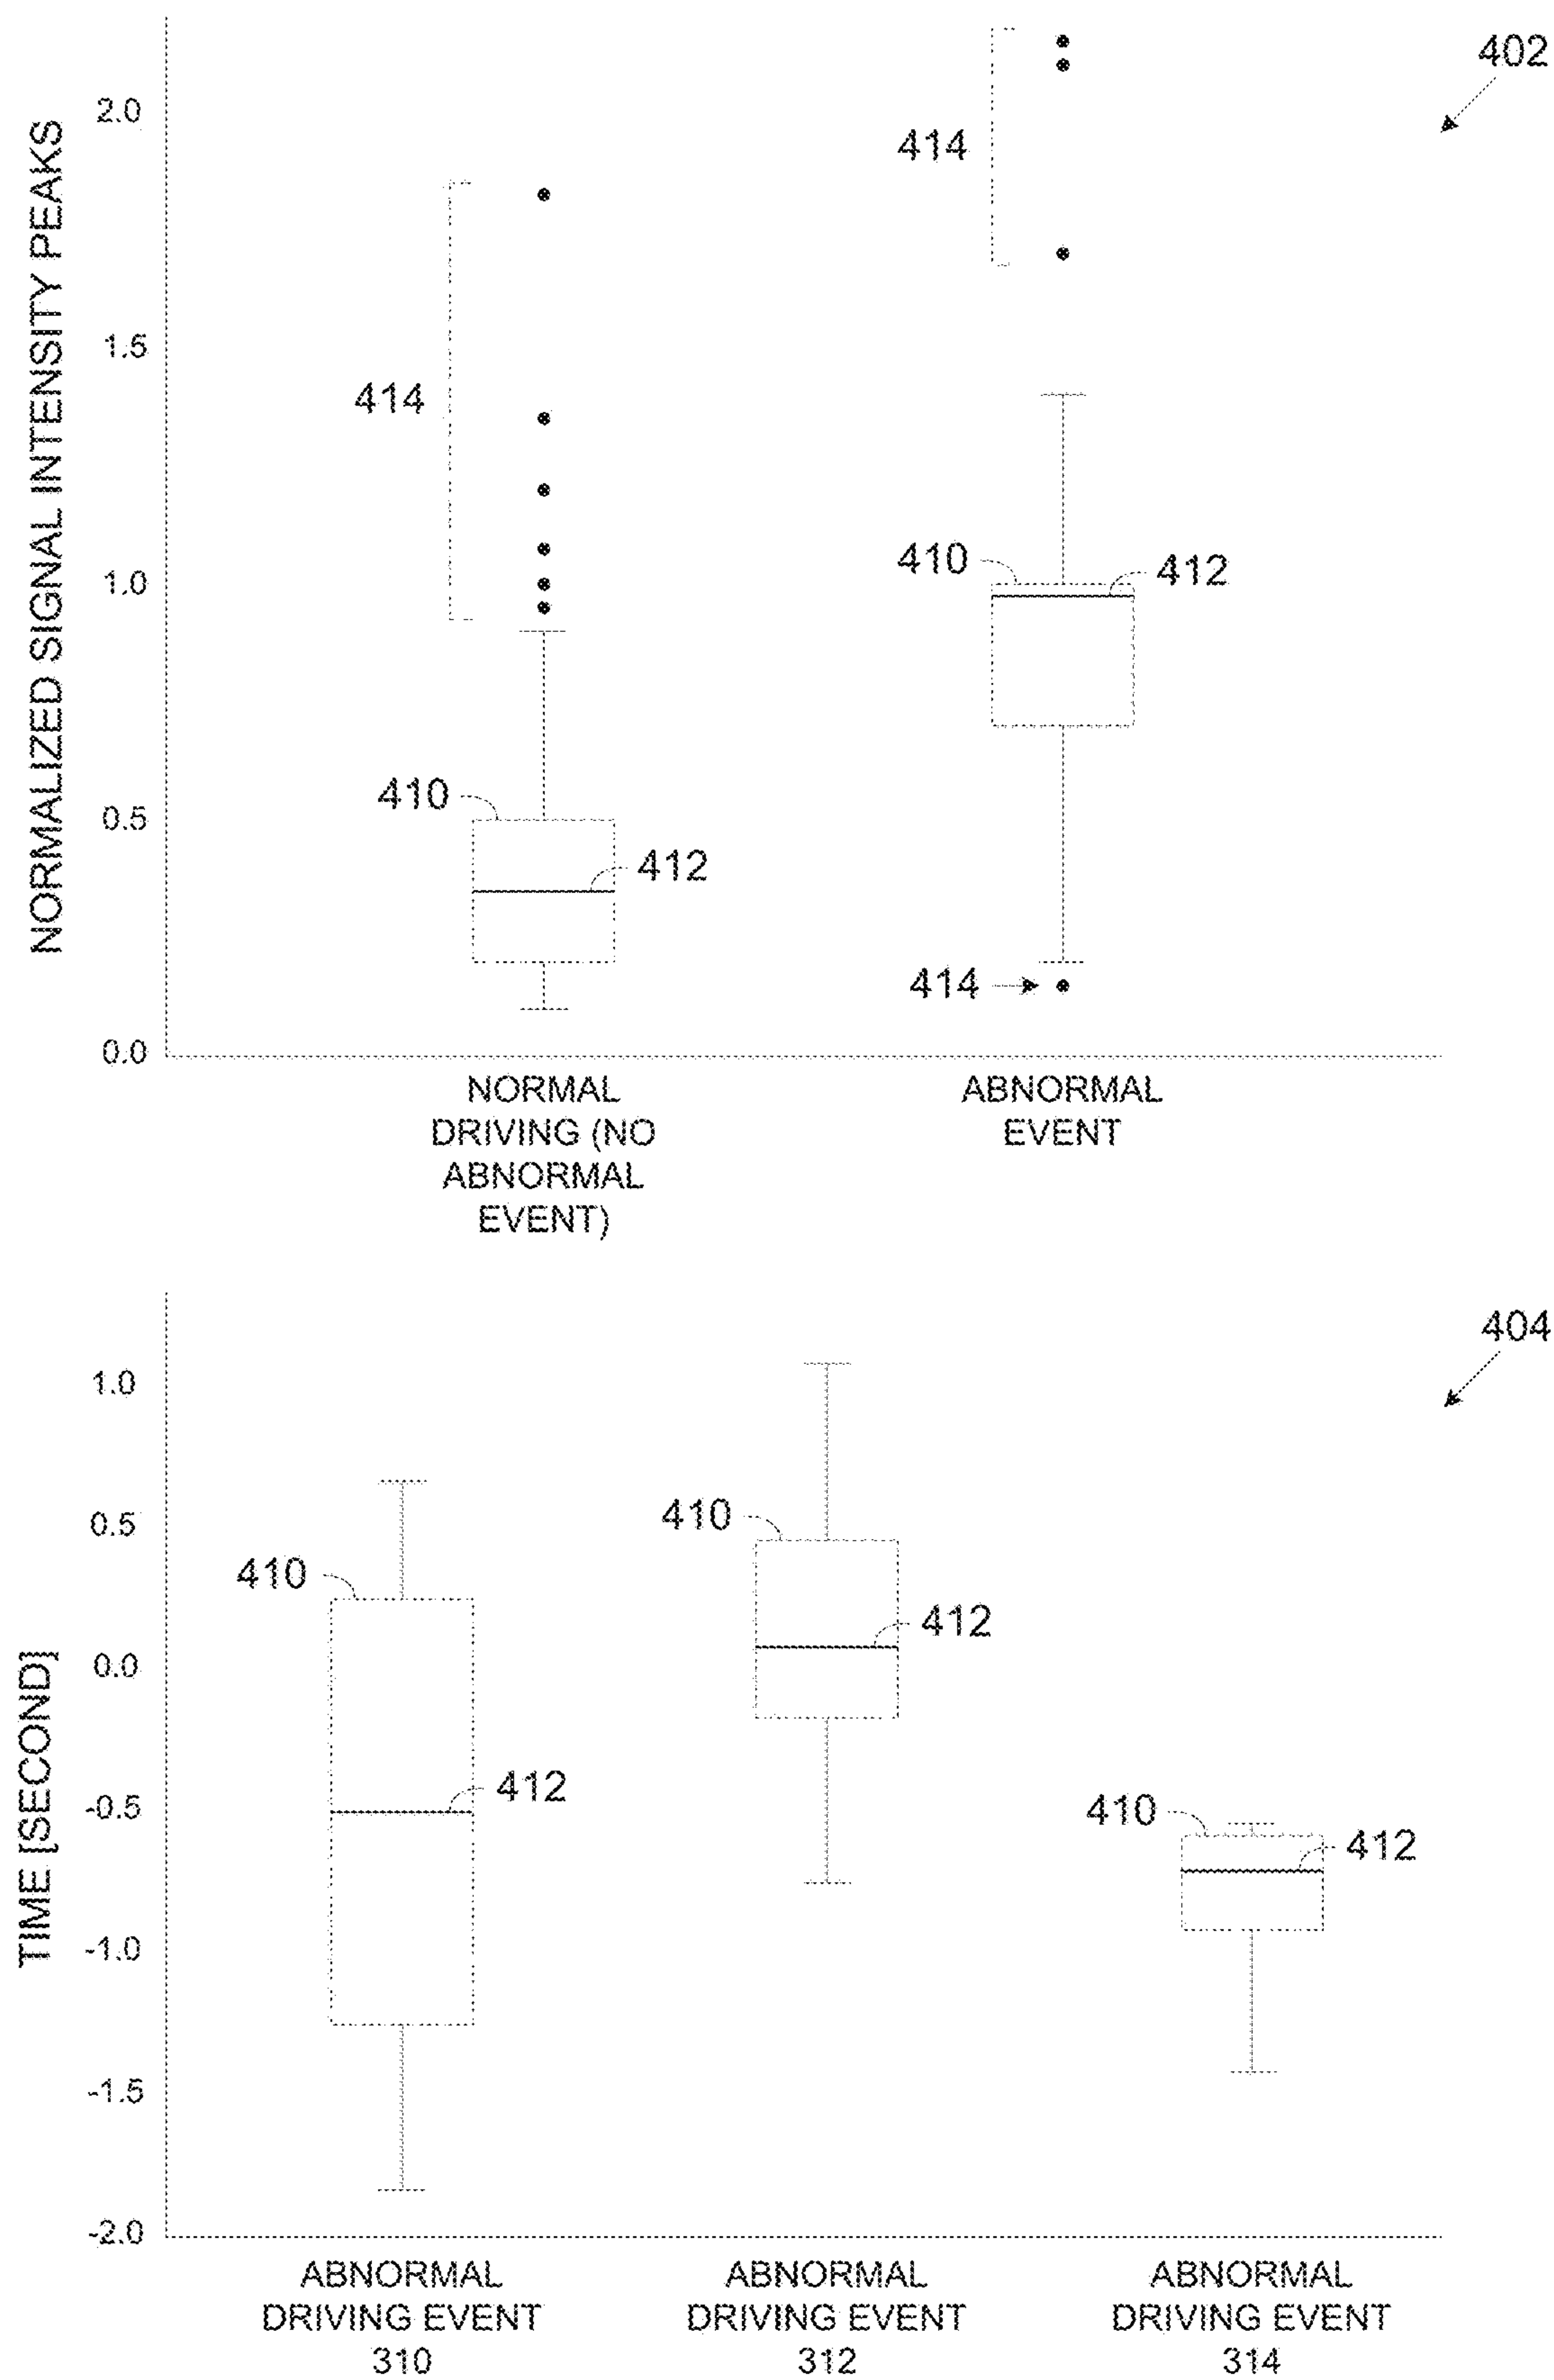 402
NORMALIZED SIGNAL INTENSITY PEAKS
2.0
1.5
1.0
0.5
0.0
414
414
410
412
410
412
414
NORMAL
DRIVING (NO
ABNORMAL
EVENT)
ABNORMAL
EVENT
404
TIME [SECOND]
1.0
0.5
0.0
-0.5
-1.0
-1.5
-2.0
410
412
410
412
410
412
ABNORMAL
DRIVING EVENT
310
ABNORMAL
DRIVING EVENT
312
ABNORMAL
DRIVING EVENT
314